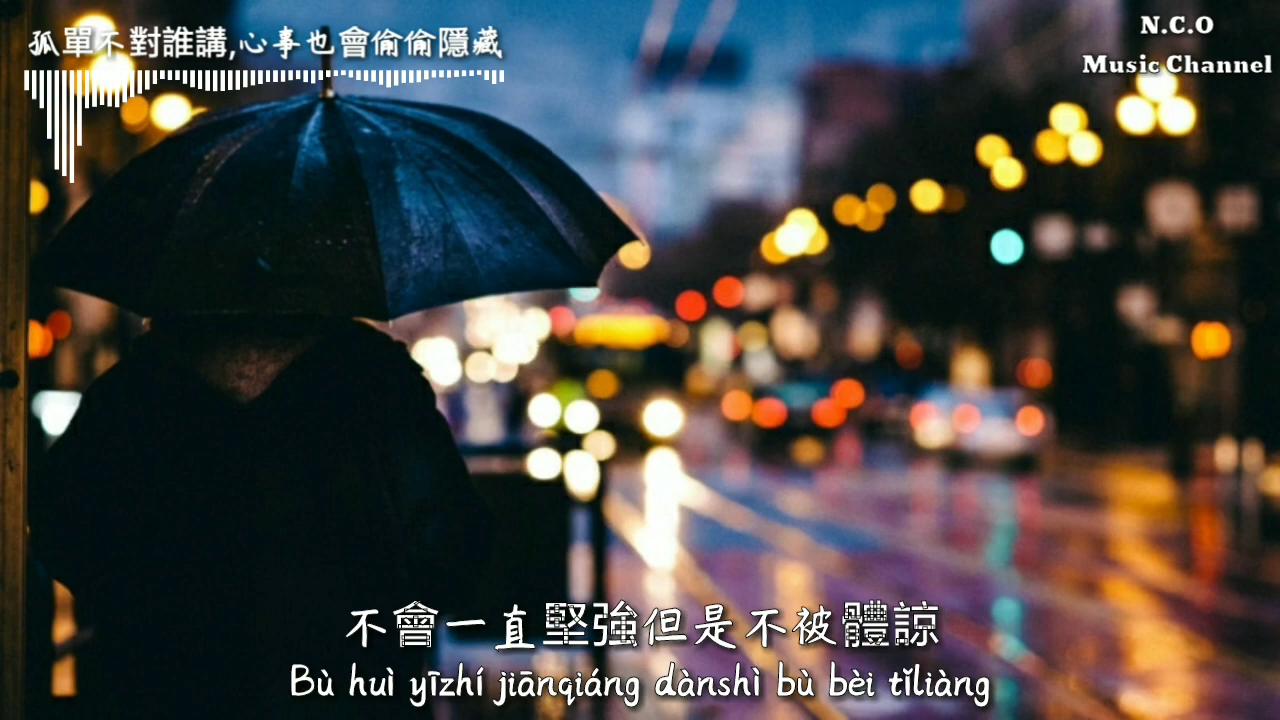 孤單不對誰講,心事也會偷偷隱藏
N.C.O
Music Channel
不會一直堅強但是不被體諒
Bù huì yīzhí jiānqiáng dànshì bù bèi tǐliàng